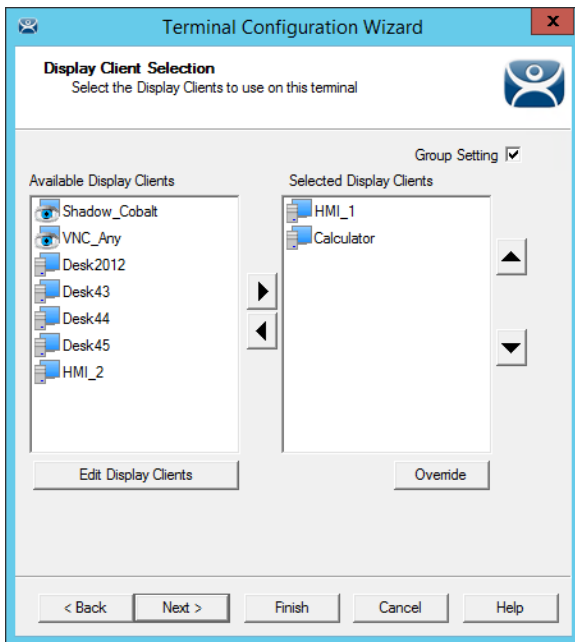 Terminal Configuration Wizard
x
Display Client Selection
Select the Display Clients to use on this terminal
Group Setting
Available Display Clients
Shadow_Cobalt
VNC_Any
Desk2012
Desk43
Desk44
Desk45
HMI_2
Edit Display Clients
Selected Display Clients
HMI_1
Calculator
Override
< Back
Next >
Finish
Cancel
Help